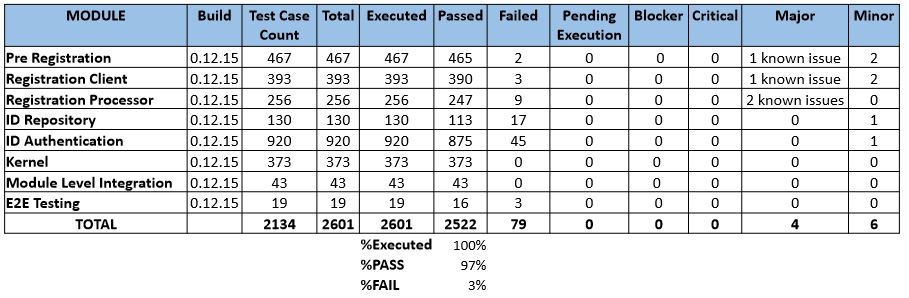 MODULE Build Test Case Count Total Executed Passed Failed Pending Execution Blocker Critical Major Minor
Pre Registration 0.12.15 467 467 467 465 2 0 0 0 1 known issue 2
Registration Client 0.12.15 393 393 393 390 3 0 0 0 1 known issue 2
Registration Processor 0.12.15 256 256 256 247 9 0 0 0 2 known issues 0
ID Repository 0.12.15 130 130 130 113 17 0 0 0 0 1
ID Authentication 0.12.15 920 920 920 875 45 0 0 0 0 1
Kernel 0.12.15 373 373 373 373 0 0 0 0 0 0
Module Level Integration 0.12.15 43 43 43 43 0 0 0 0 0 0
E2E Testing 0.12.15 19 19 19 16 3 0 0 0 0 0
TOTAL 2134 2601 2601 2522 79 0 0 0 4 6
%Executed 100%
%PASS 97%
%FAIL 3%